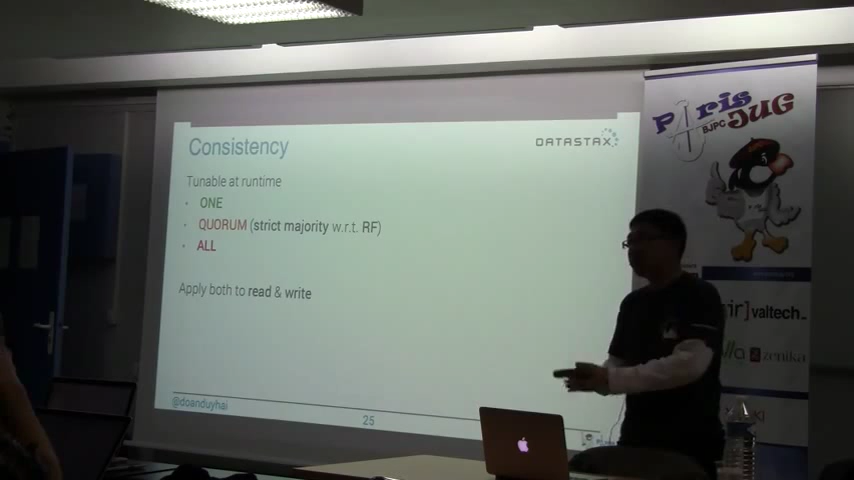 Consistency
DATASTAX
Tunable at runtime
• ONE
• QUORUM (strict majority w.r.t. RF)
• ALL
Apply both to read & write
@doanduyhai
25
Paris
BJPC JUG
valtech_
zenika